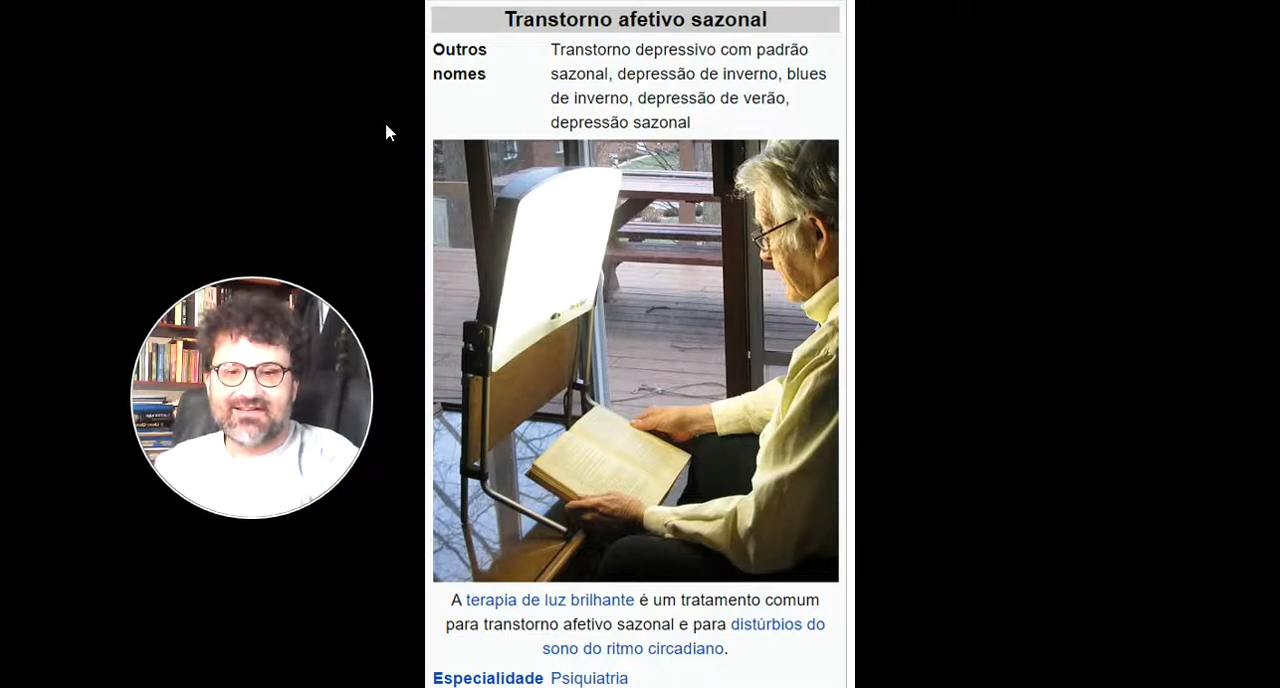 Transtorno afetivo sazonal
Outros
nomes
Transtorno depressivo com padrão
sazonal, depressão de inverno, blues
de inverno, depressão de verão,
depressão sazonal
A terapia de luz brilhante é um tratamento comum
para transtorno afetivo sazonal e para distúrbios do
sono do ritmo circadiano.
Especialidade Psiquiatria